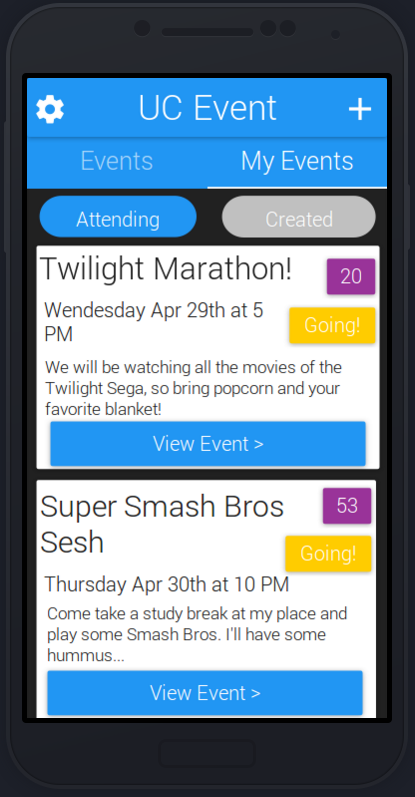 UC Event
Events
My Events
Attending
Created
Twilight Marathon!
20
Wendesday Apr 29th at 5
PM
Going!
We will be watching all the movies of the
Twilight Sega, so bring popcorn and your
favorite blanket!
View Event >
Super Smash Bros
Sesh
53
Going!
Thursday Apr 30th at 10 PM
Come take a study break at my place and
play some Smash Bros. I'll have some
hummus...
View Event >